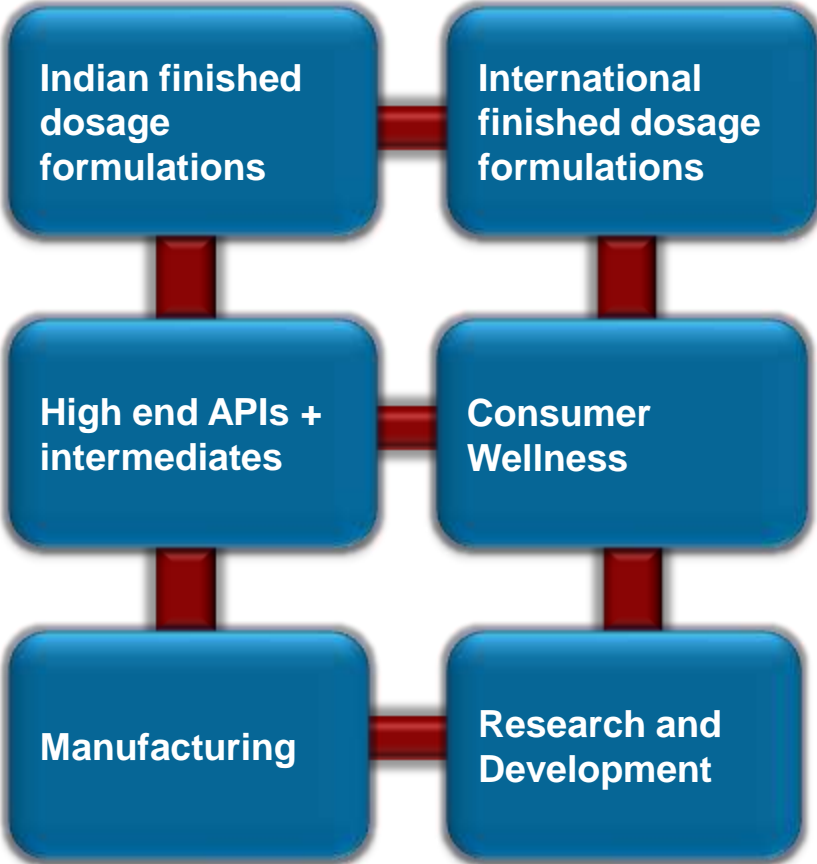 Indian finished
dosage
formulations
International
finished dosage
formulations
High end APIs +
intermediates
Consumer
Wellness
Manufacturing
Research and
Development